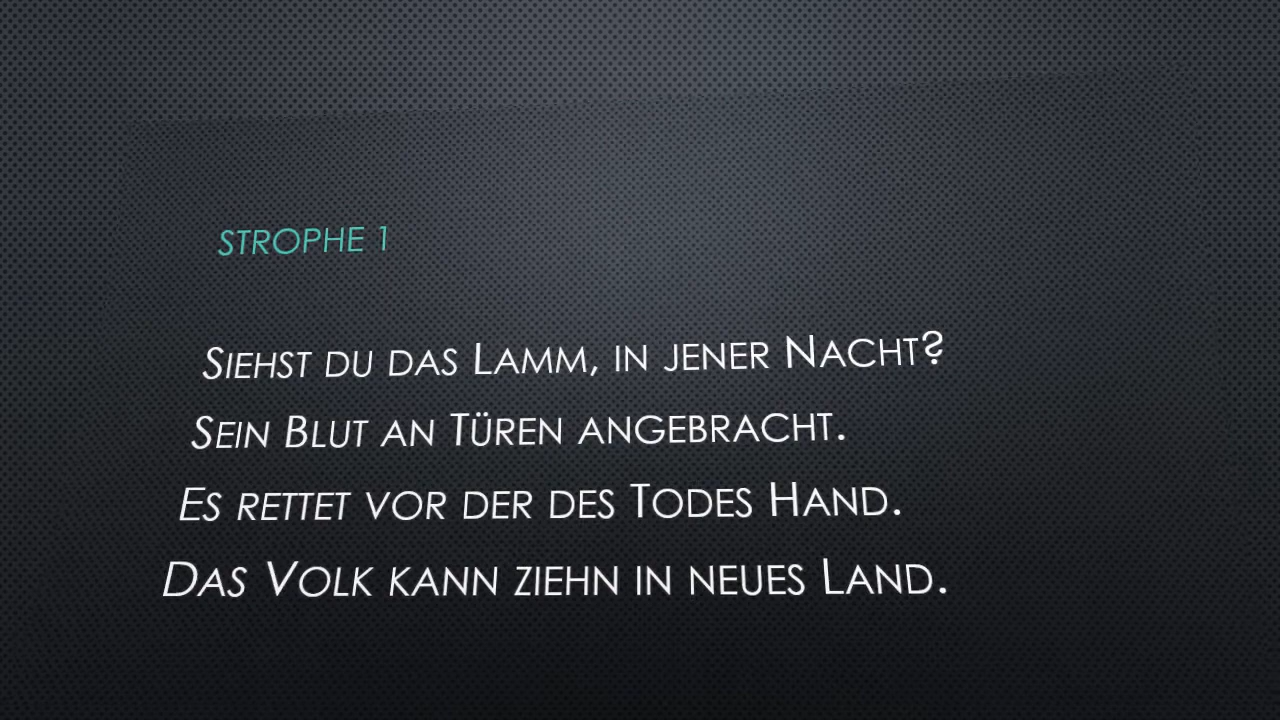 STROPHE 1
SIEHST DU DAS LAMM, IN JENER NACHT?
SEIN BLUT AN TÜREN ANGEBRACHT.
ES RETTET VOR DER DES TODES HAND.
DAS VOLK KANN ZIEHN IN NEUES LAND.